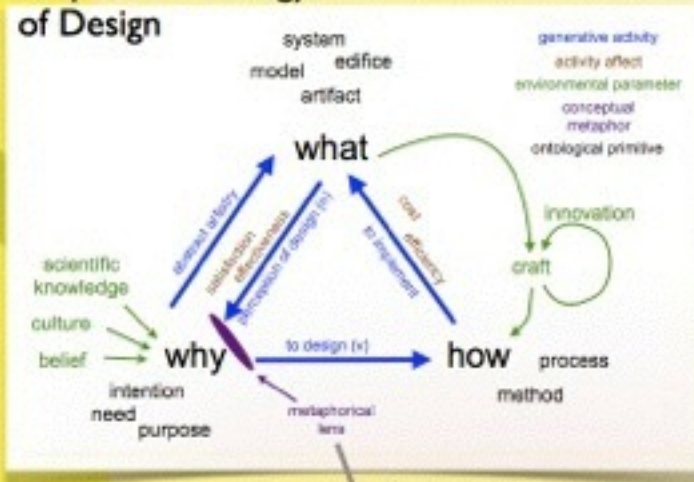 of Design
system
model
edifice
artifact
generative activity
activity affect
environmental parameter
conceptual
metaphor
ontological primitive
what
abstract artistry
satisfaction
effectiveness
perception of design (n)
cost
efficiency
to implement
innovation
craft
scientific
knowledge
culture
belief
why
to design (v)
how
process
method
intention
need
purpose
metaphorical
lens